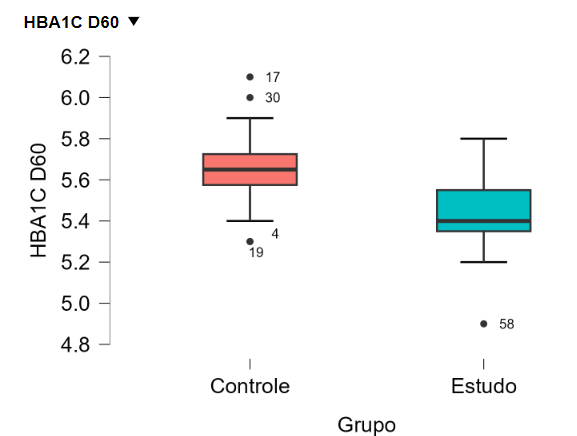 HBA1C D60 ▼
HBA1C D60
6.2
6.0
5.8
5.6
5.4
5.2
5.0
4.8
17
30
4
19
58
Controle
Estudo
Grupo